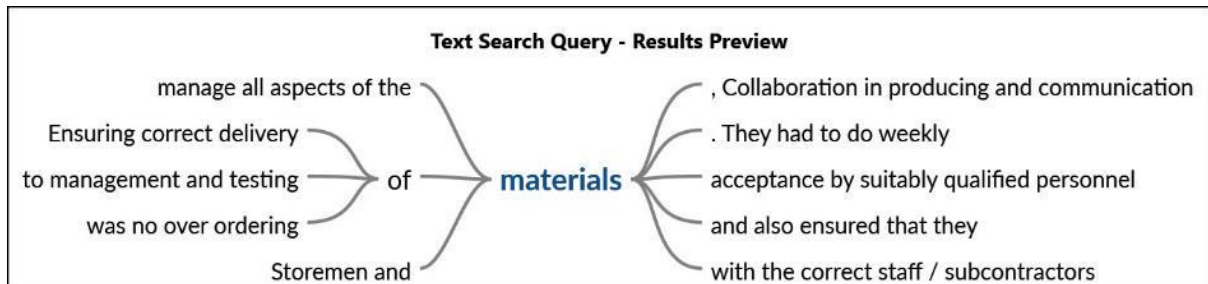 Text Search Query - Results Preview
manage all aspects of the
Ensuring correct delivery
to management and testing
was no over ordering
of
Storemen and
materials
, Collaboration in producing and communication
. They had to do weekly
acceptance by suitably qualified personnel
and also ensured that they
with the correct staff / subcontractors